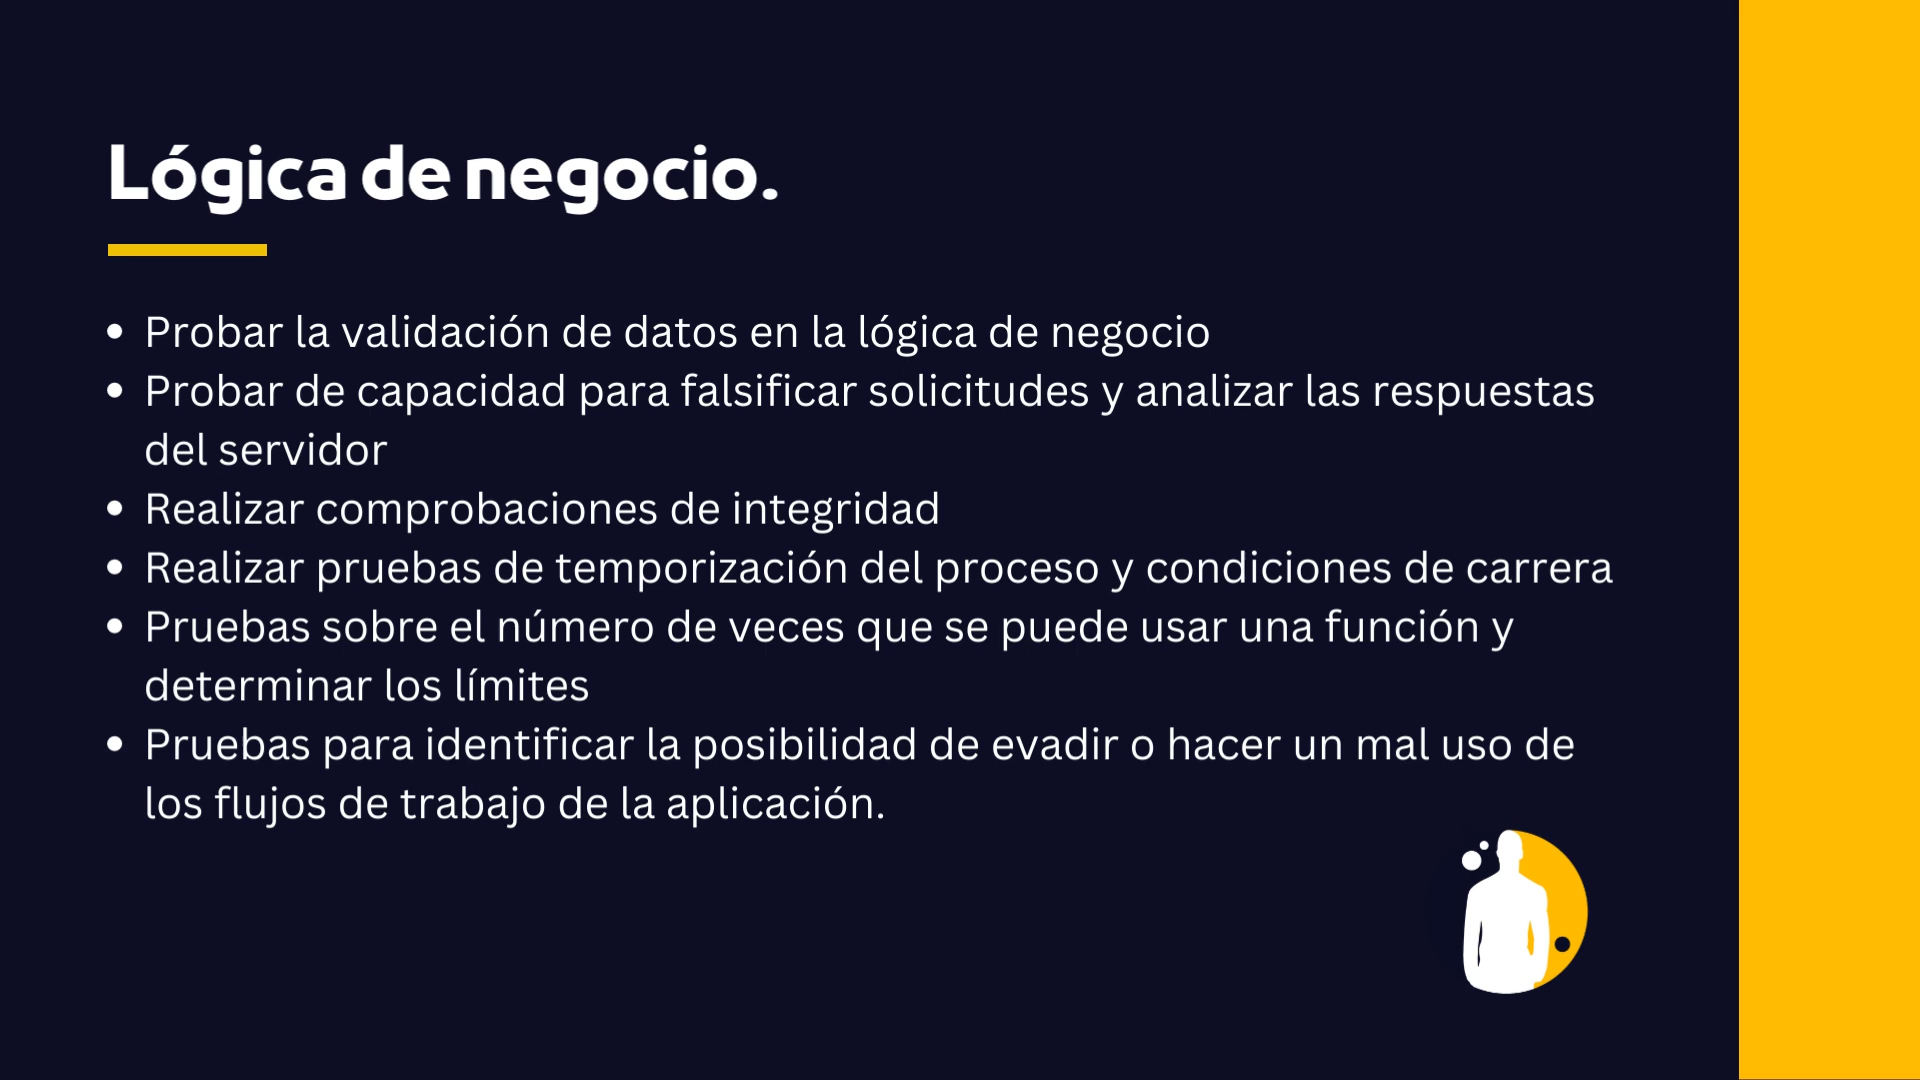 Lógica de negocio.
• Probar la validación de datos en la lógica de negocio
• Probar de capacidad para falsificar solicitudes y analizar las respuestas
del servidor
• Realizar comprobaciones de integridad
• Realizar pruebas de temporización del proceso y condiciones de carrera
• Pruebas sobre el número de veces que se puede usar una función y
determinar los límites
• Pruebas para identificar la posibilidad de evadir o hacer un mal uso de
los flujos de trabajo de la aplicación.